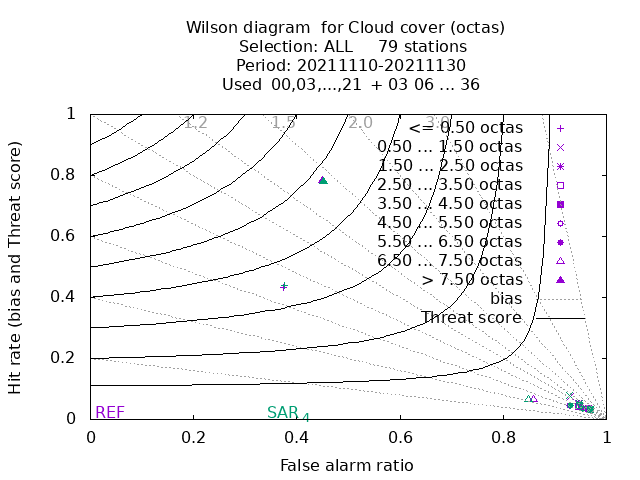 Wilson diagram  for Cloud cover (octas)
Selection: ALL     79 stations
Period: 20211110-20211130
Used  00,03,...,21  + 03 06 ... 36
Hit rate (bias and Threat score)
1
0.8
0.6
0.4
0.2
0
1.2 1.5 2.0 3.0
<= 0.50 octas
0.50 ... 1.50 octas
1.50 ... 2.50 octas
2.50 ... 3.50 octas
3.50 ... 4.50 octas
4.50 ... 5.50 octas
5.50 ... 6.50 octas
6.50 ... 7.50 octas
> 7.50 octas
bias
Threat score
REF SAR 4
0 0.2 0.4 0.6 0.8 1
False alarm ratio